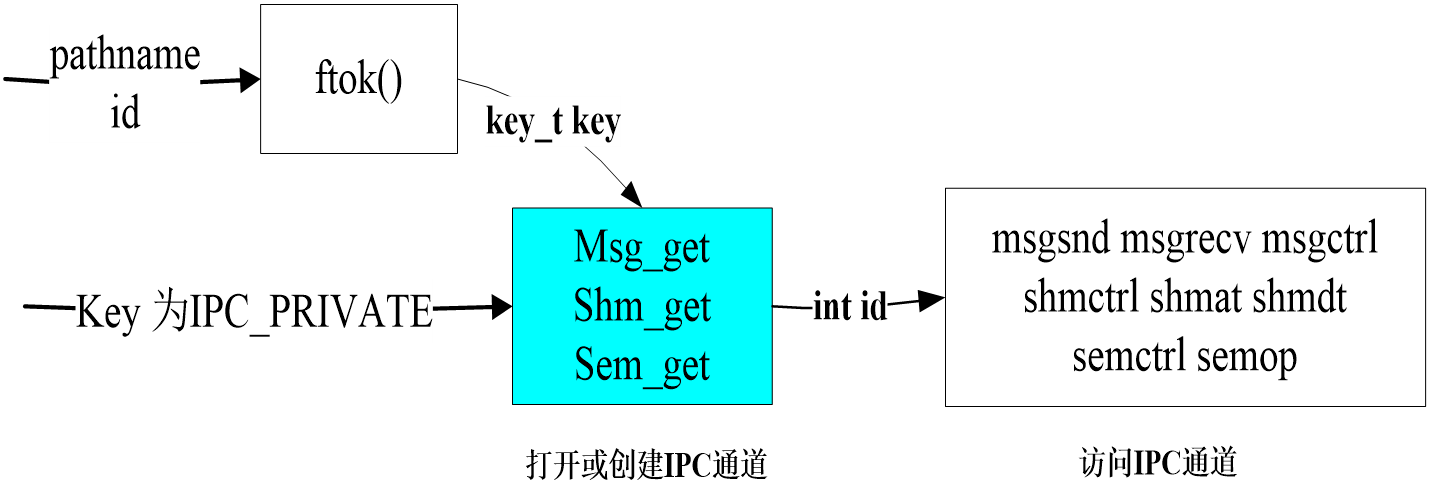 pathname
id
ftok()
key_t key
Key 为IPC_PRIVATE
Msg_get
Shm_get
Sem_get
int id
msgsnd msgrecv msgctrl
shmctrl shmat shmdt
semctrl semop
打开或创建IPC通道
访问IPC通道